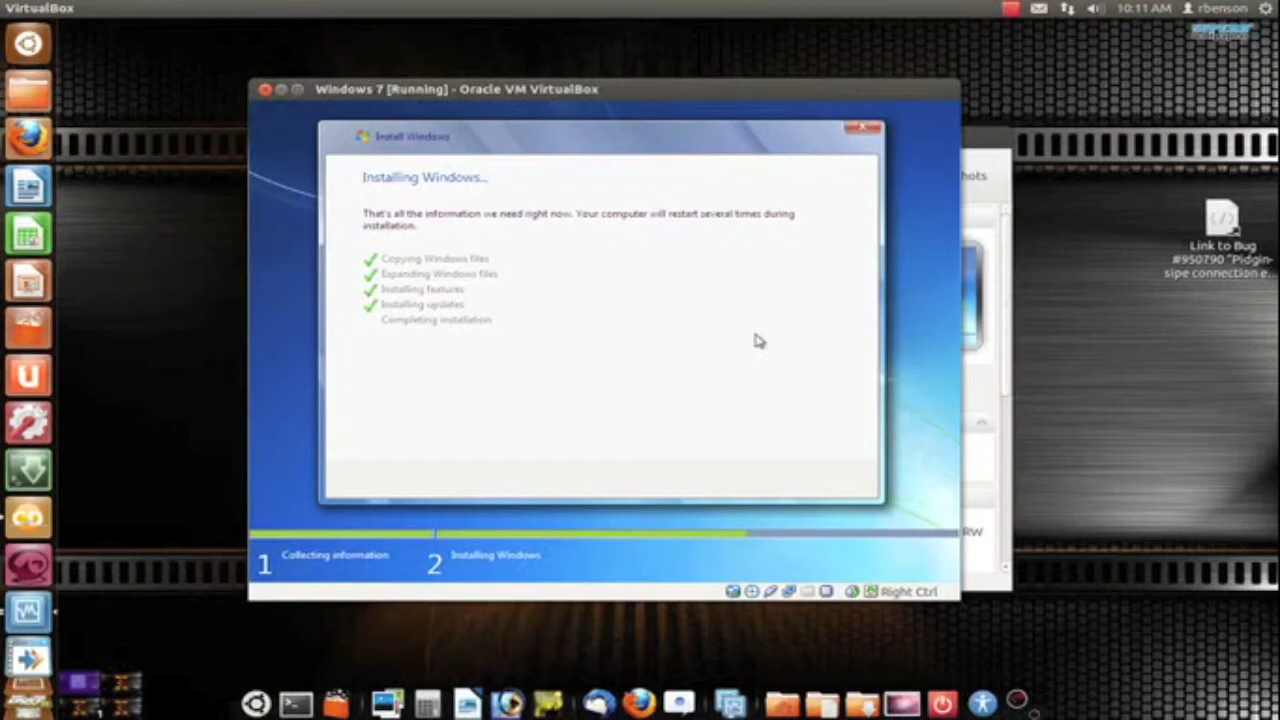 VirtualBox
10:11 AM
rbenson
Windows 7 [Running] - Oracle VM VirtualBox
Install Windows
Installing Windows...
That's all the information we need right now. Your computer will restart several times during
installation.
Copying Windows files
Expanding Windows files
Installing features
Installing updates
Completing installation
1 Collecting information
2 Installing Windows
Right Ctrl
hots
RW
Link to Bug
#950790 "Pidgin-
sipe connection e...